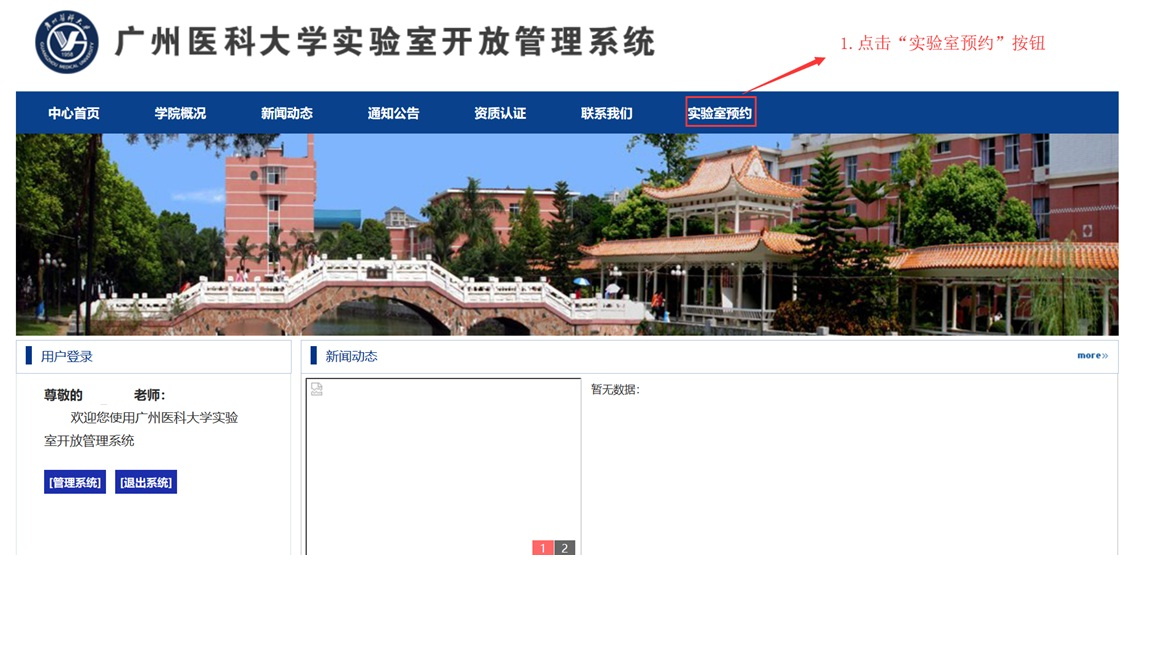 广州医科大学实验室开放管理系统
1.点击“实验室预约”按钮
中心首页 学院概况 新闻动态 通知公告 资质认证 联系我们 实验室预约
用户登录
新闻动态
more»
尊敬的 老师：
欢迎您使用广州医科大学实验
室开放管理系统
[管理系统] [退出系统]
暂无数据：
1 2